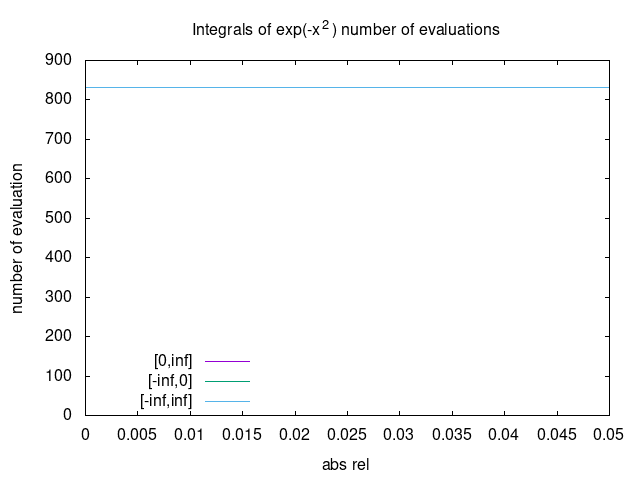 Integrals of exp(-x²) number of evaluations
900
800
700
600
500
400
300
200
100
0
number of evaluation
[0,inf]
[-inf,0]
[-inf,inf]
0 0.005 0.01 0.015 0.02 0.025 0.03 0.035 0.04 0.045 0.05
abs rel